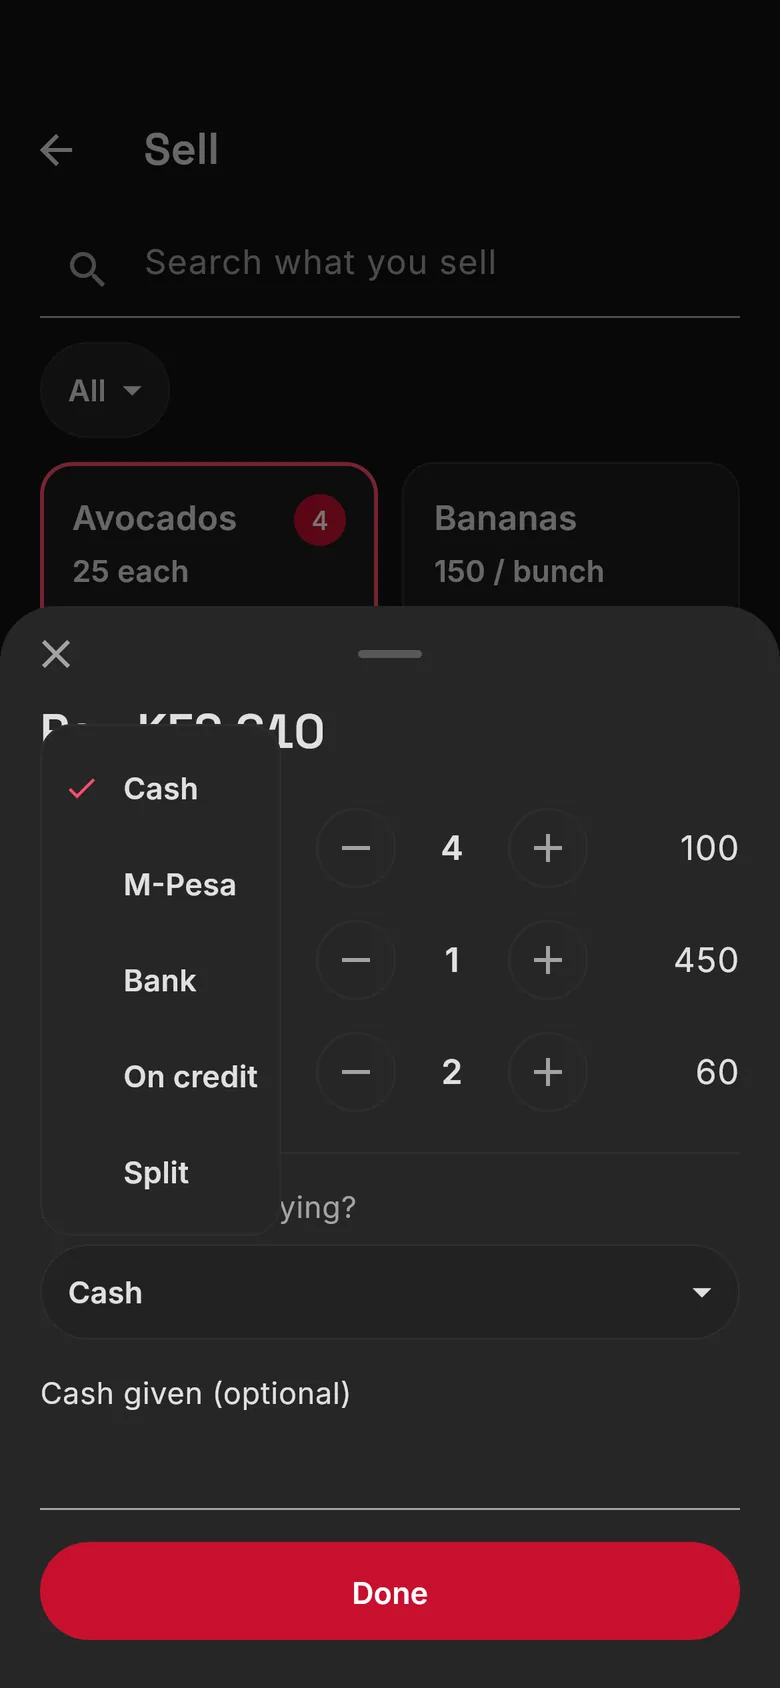 Sell
Search what you sell
All
Avocados 4
25 each
Bananas
150 / bunch
Cash
M-Pesa
Bank
On credit
Split
4 100
1 450
2 60
Cash
Cash given (optional)
Done